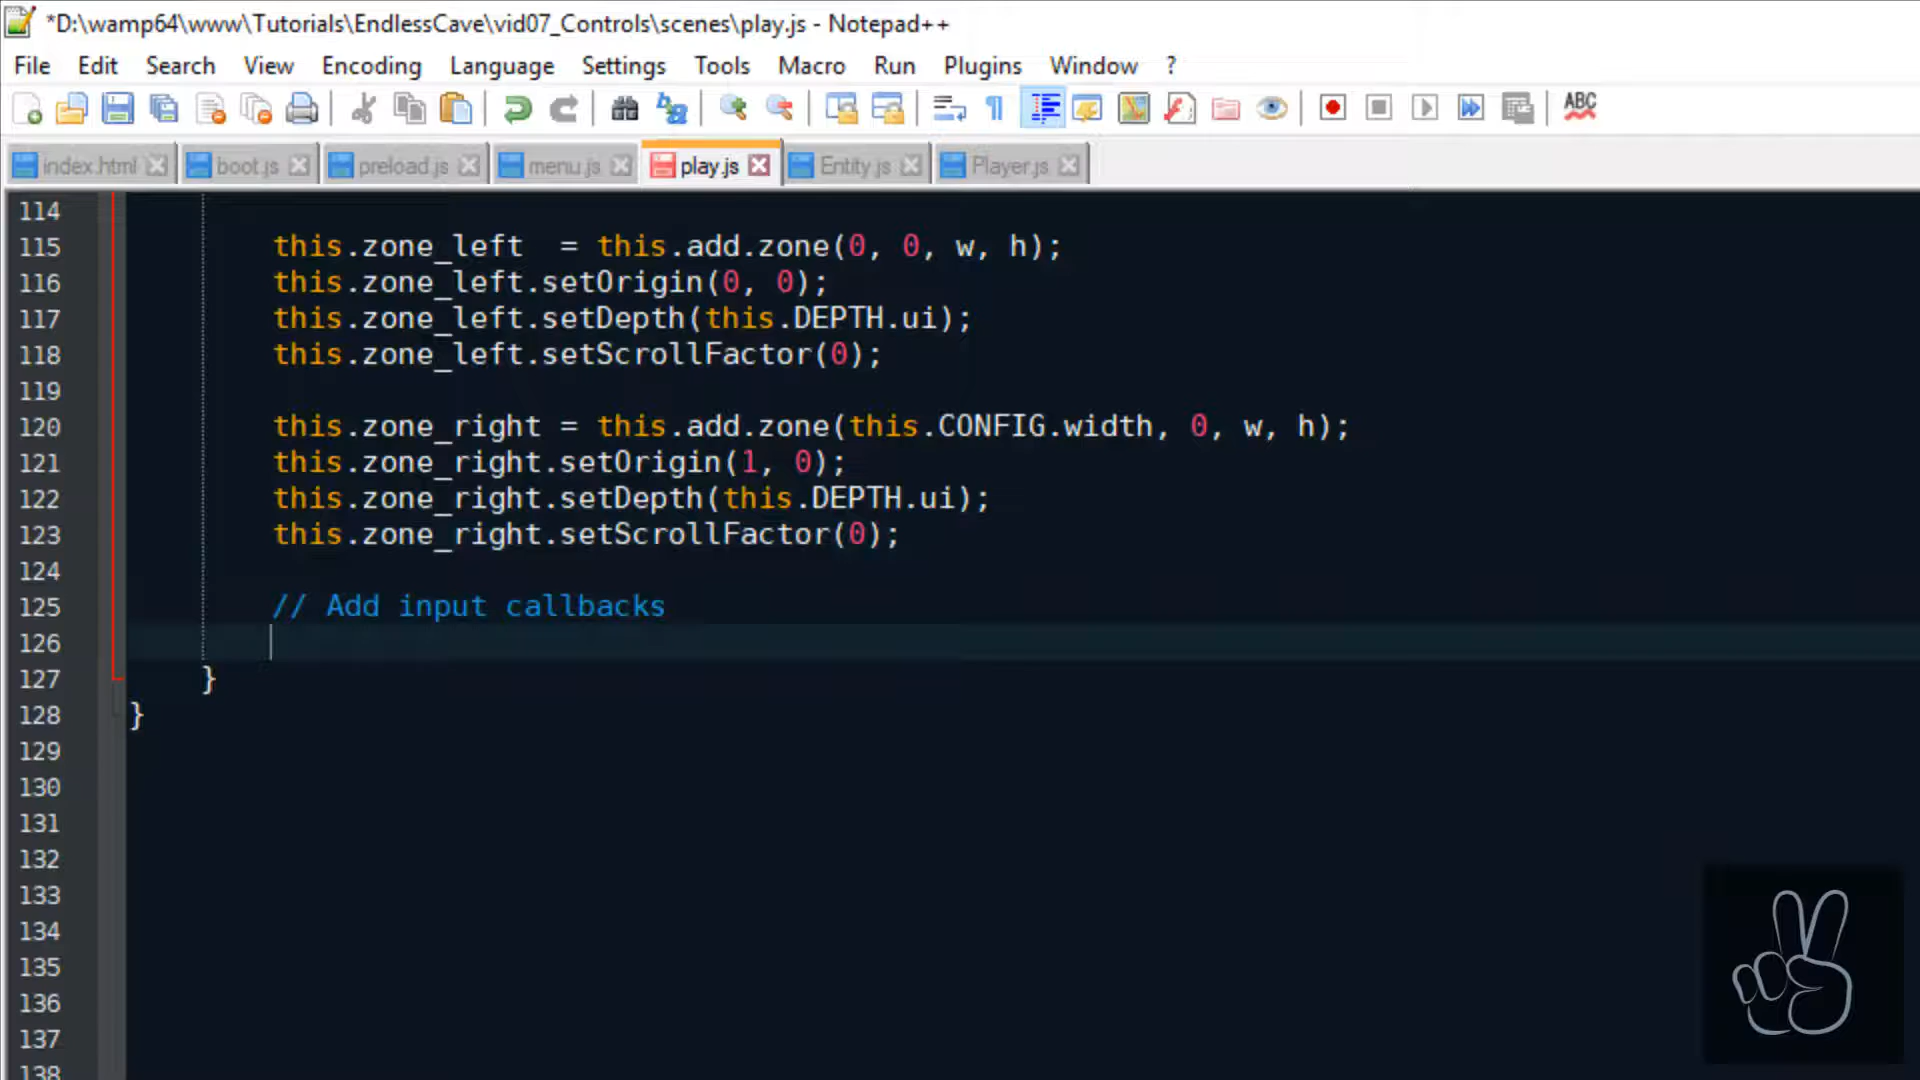 *D:\wamp64\www\Tutorials\EndlessCave\vid07_Controls\scenes\play.js - Notepad++
File Edit Search View Encoding Language Settings Tools Macro Run Plugins Window ?
ABC
index.html boot.js preload.js menu.js play.js Entity.js Player.js
114
115 this.zone_left  = this.add.zone(0, 0, w, h);
116 this.zone_left.setOrigin(0, 0);
117 this.zone_left.setDepth(this.DEPTH.ui);
118 this.zone_left.setScrollFactor(0);
119
120 this.zone_right = this.add.zone(this.CONFIG.width, 0, w, h);
121 this.zone_right.setOrigin(1, 0);
122 this.zone_right.setDepth(this.DEPTH.ui);
123 this.zone_right.setScrollFactor(0);
124
125 // Add input callbacks
126
127 }
128 }
129
130
131
132
133
134
135
136
137
138